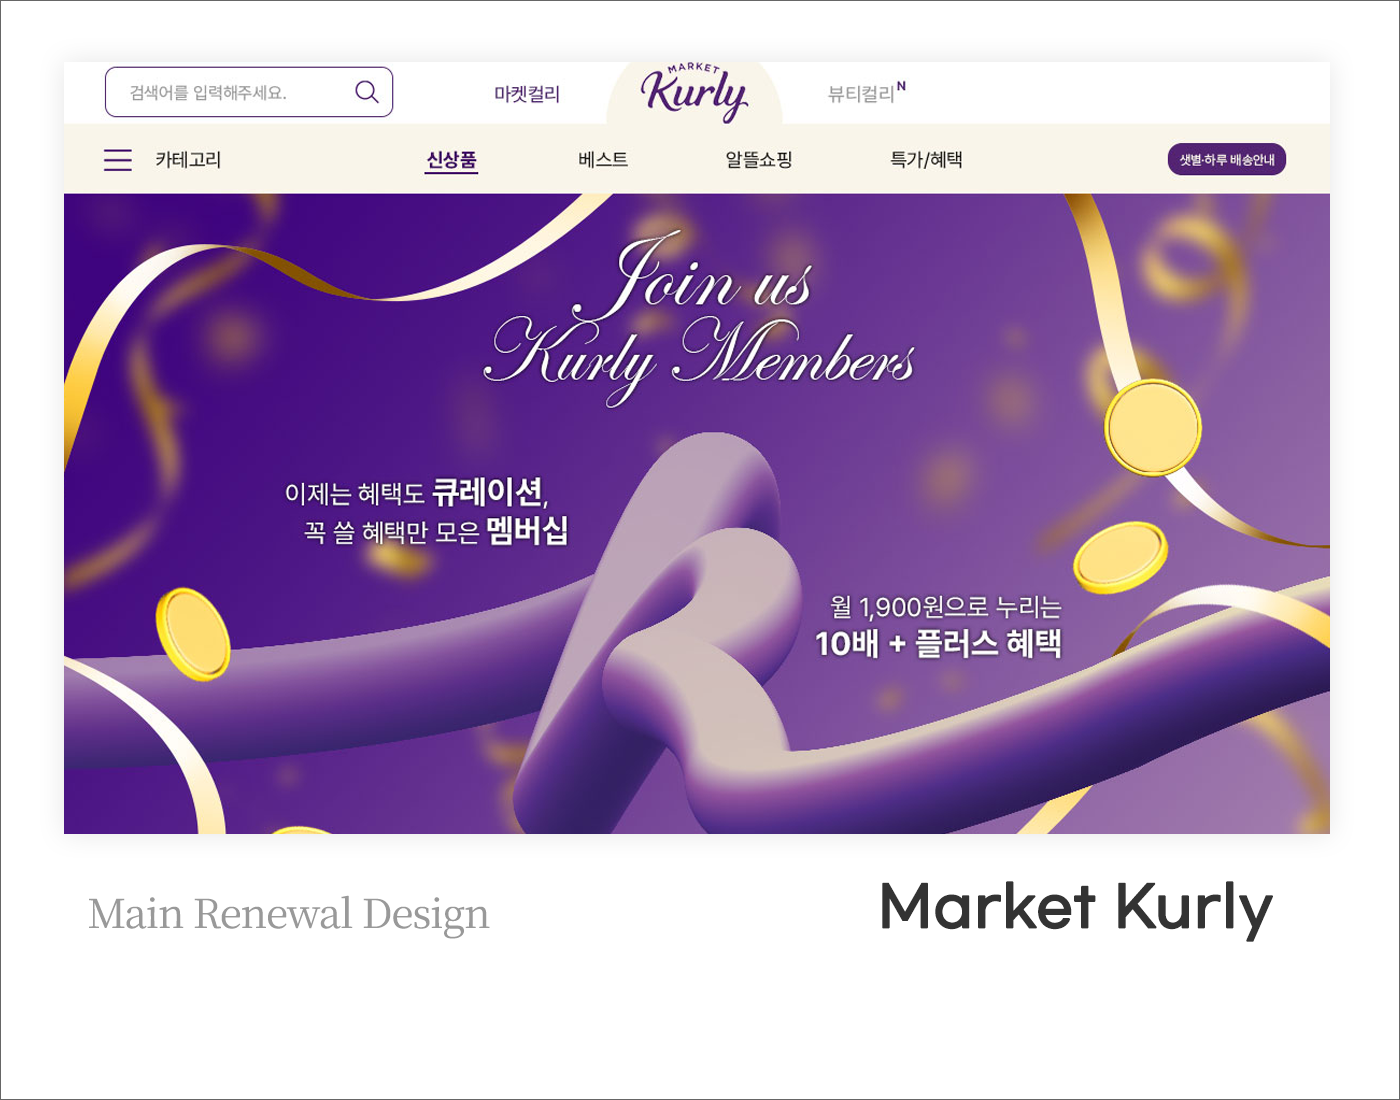 검색어를 입력해주세요.
마켓컬리
MARKET
Kurly
뷰티컬리N
카테고리
신상품
베스트
알뜰쇼핑
특가/혜택
샛별·하루 배송안내
Join us
Kurly Members
이제는 혜택도 큐레이션,
꼭 쓸 혜택만 모은 멤버십
월 1,900원으로 누리는
10배 + 플러스 혜택
Main Renewal Design
Market Kurly